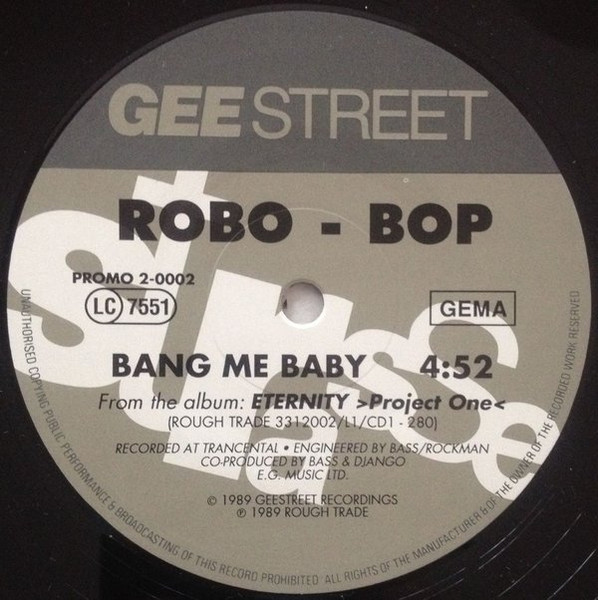 GEE STREET
ROBO - BOP
PROMO 2-0002
LC 7551
GEMA
BANG ME BABY 4:52
From the album: ETERNITY >Project One<
(ROUGH TRADE 3312002/L1/CD1 - 280)
RECORDED AT TRANCENTAL • ENGINEERED BY BASS/ROCKMAN
CO-PRODUCED BY BASS & DJANGO
E.G. MUSIC LTD.
© 1989 GEESTREET RECORDINGS
℗ 1989 ROUGH TRADE
UNAUTHORISED COPYING PUBLIC PERFORMANCE & BROADCASTING OF THIS RECORD PROHIBITED. ALL RIGHTS OF THE MANUFACTURER & OF THE OWNER OF THE RECORDED WORK RESERVED
strasse